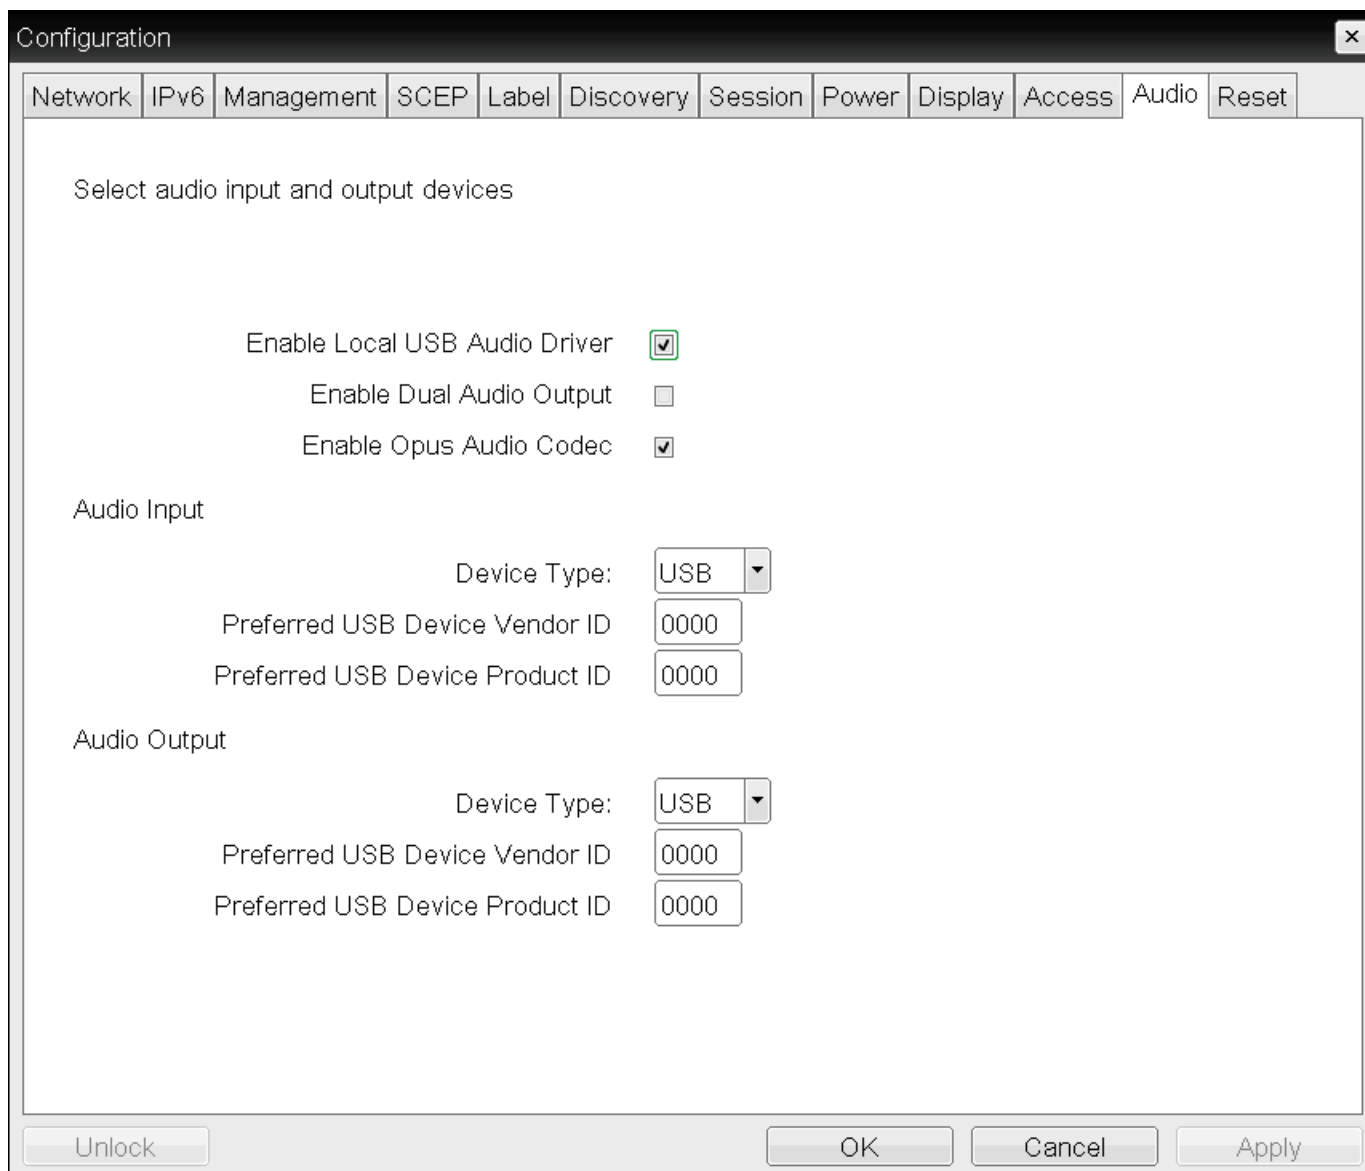 Configuration
Network IPv6 Management SCEP Label Discovery Session Power Display Access Audio Reset
Select audio input and output devices
Enable Local USB Audio Driver
Enable Dual Audio Output
Enable Opus Audio Codec
Audio Input
Device Type: USB
Preferred USB Device Vendor ID 0000
Preferred USB Device Product ID 0000
Audio Output
Device Type: USB
Preferred USB Device Vendor ID 0000
Preferred USB Device Product ID 0000
Unlock OK Cancel Apply